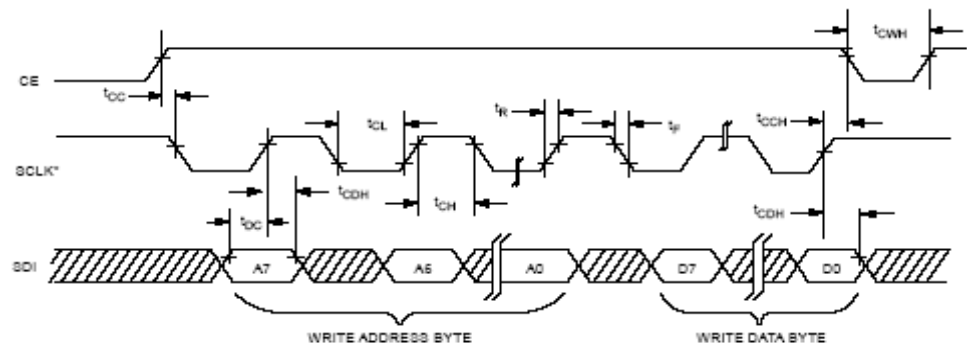 tCWH
CE
tCC
tCL
tR
tF
tCCH
SCLK*
tCDH
tCH
tCDH
tDC
SDI
A7
A6
A0
D7
D0
WRITE ADDRESS BYTE
WRITE DATA BYTE